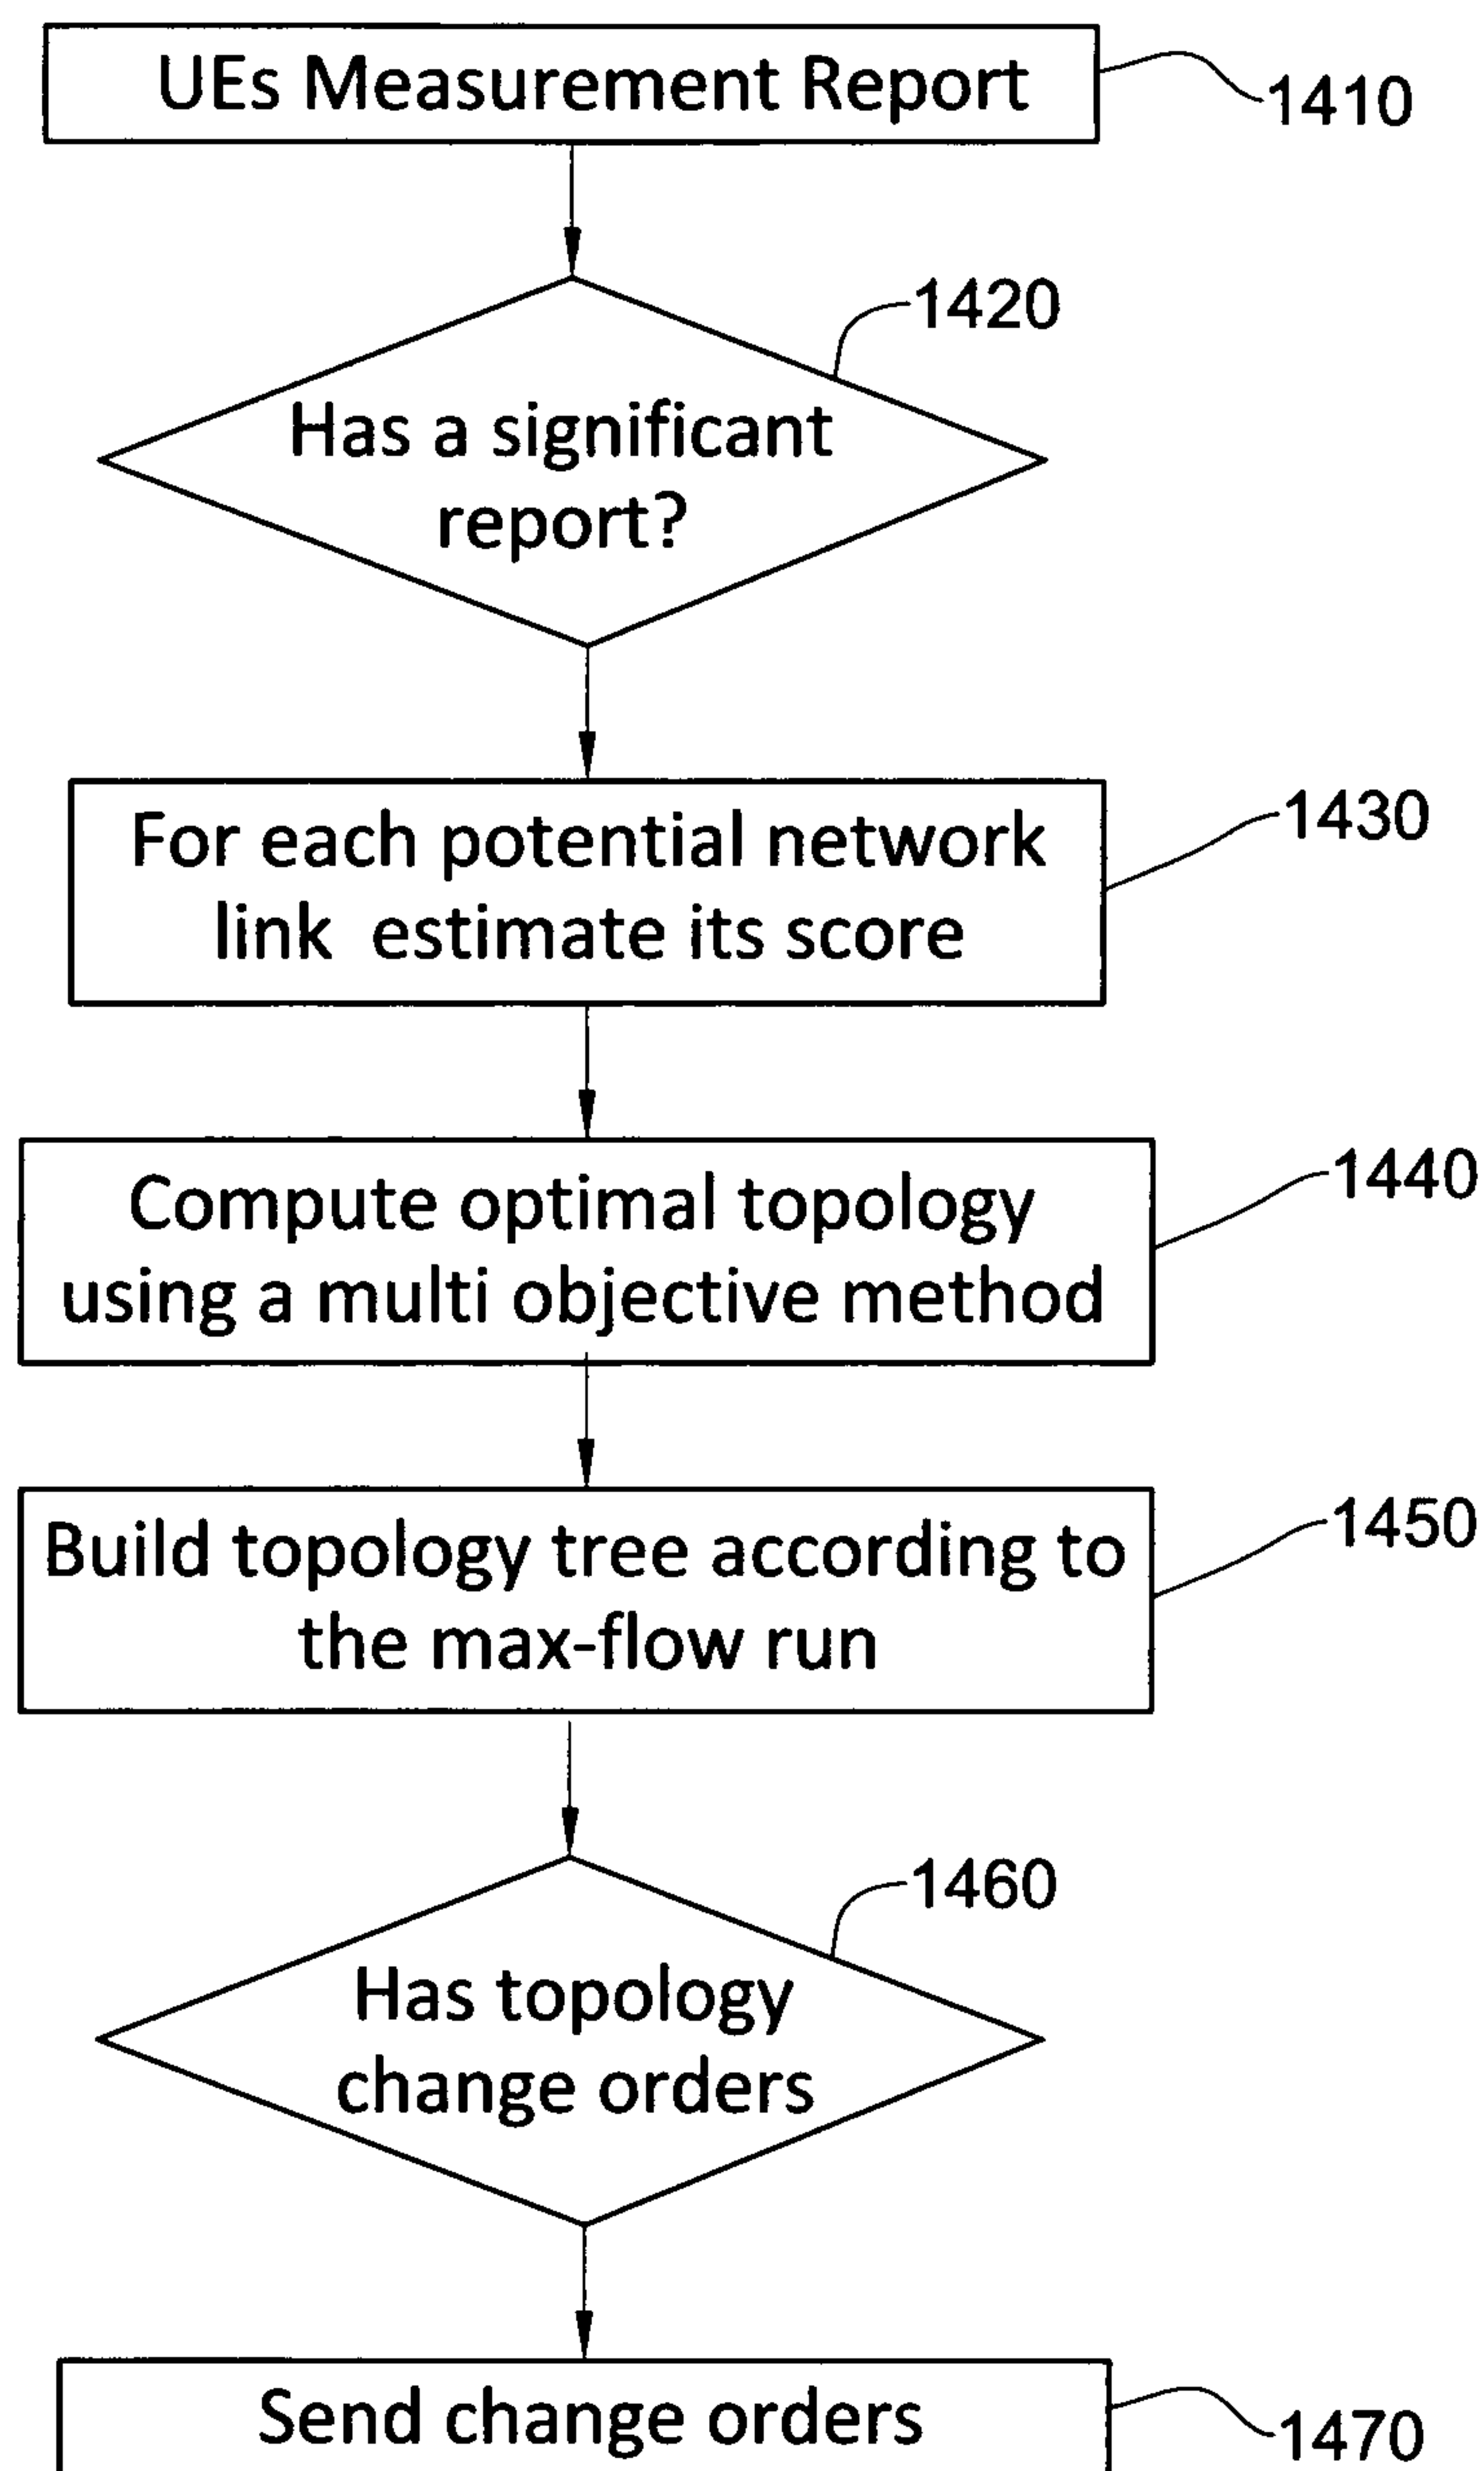 UEs Measurement Report
1410
1420
Has a significant
report?
For each potential network
link estimate its score
1430
Compute optimal topology
using a multi objective method
1440
Build topology tree according to
the max-flow run
1450
1460
Has topology
change orders
Send change orders
1470